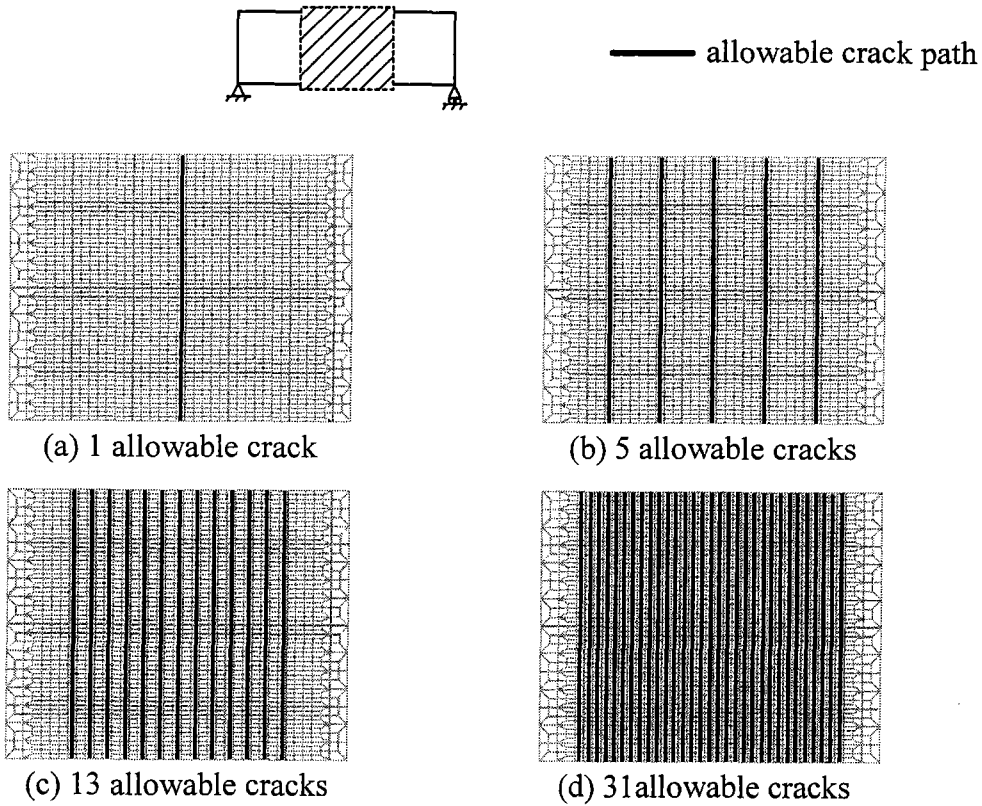 allowable crack path
(a) 1 allowable crack
(b) 5 allowable cracks
(c) 13 allowable cracks
(d) 31allowable cracks